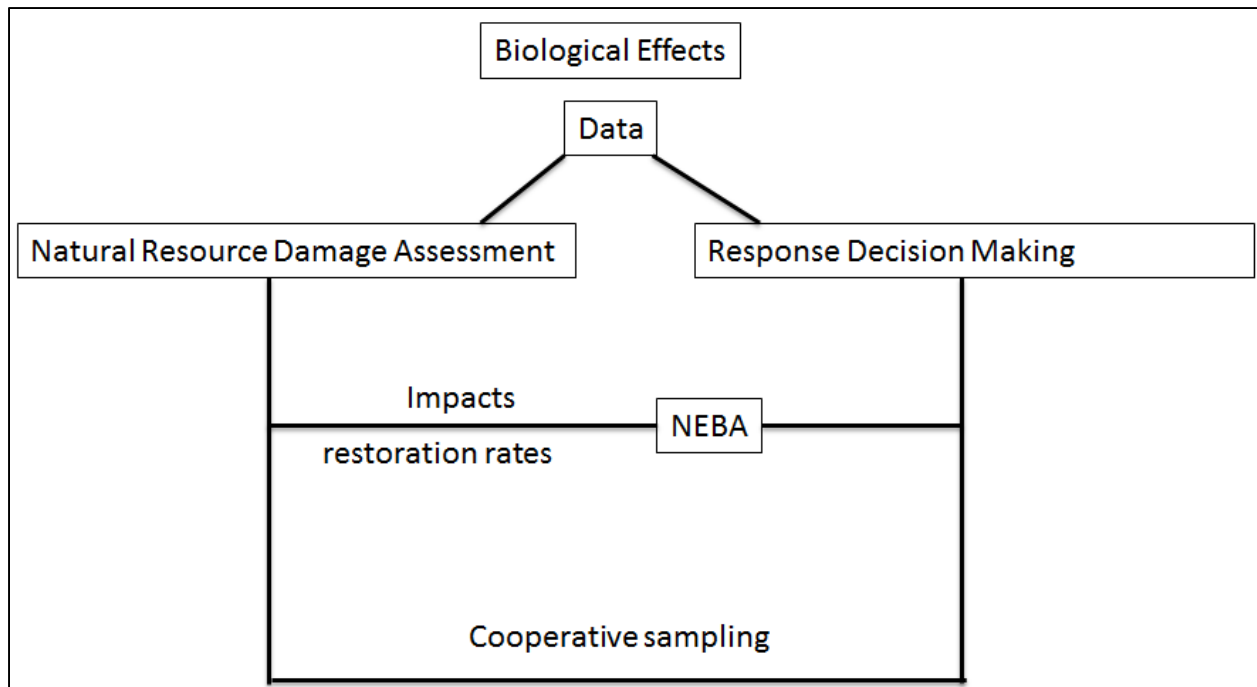 Biological Effects
Data
Natural Resource Damage Assessment
Response Decision Making
Impacts
NEBA
restoration rates
Cooperative sampling